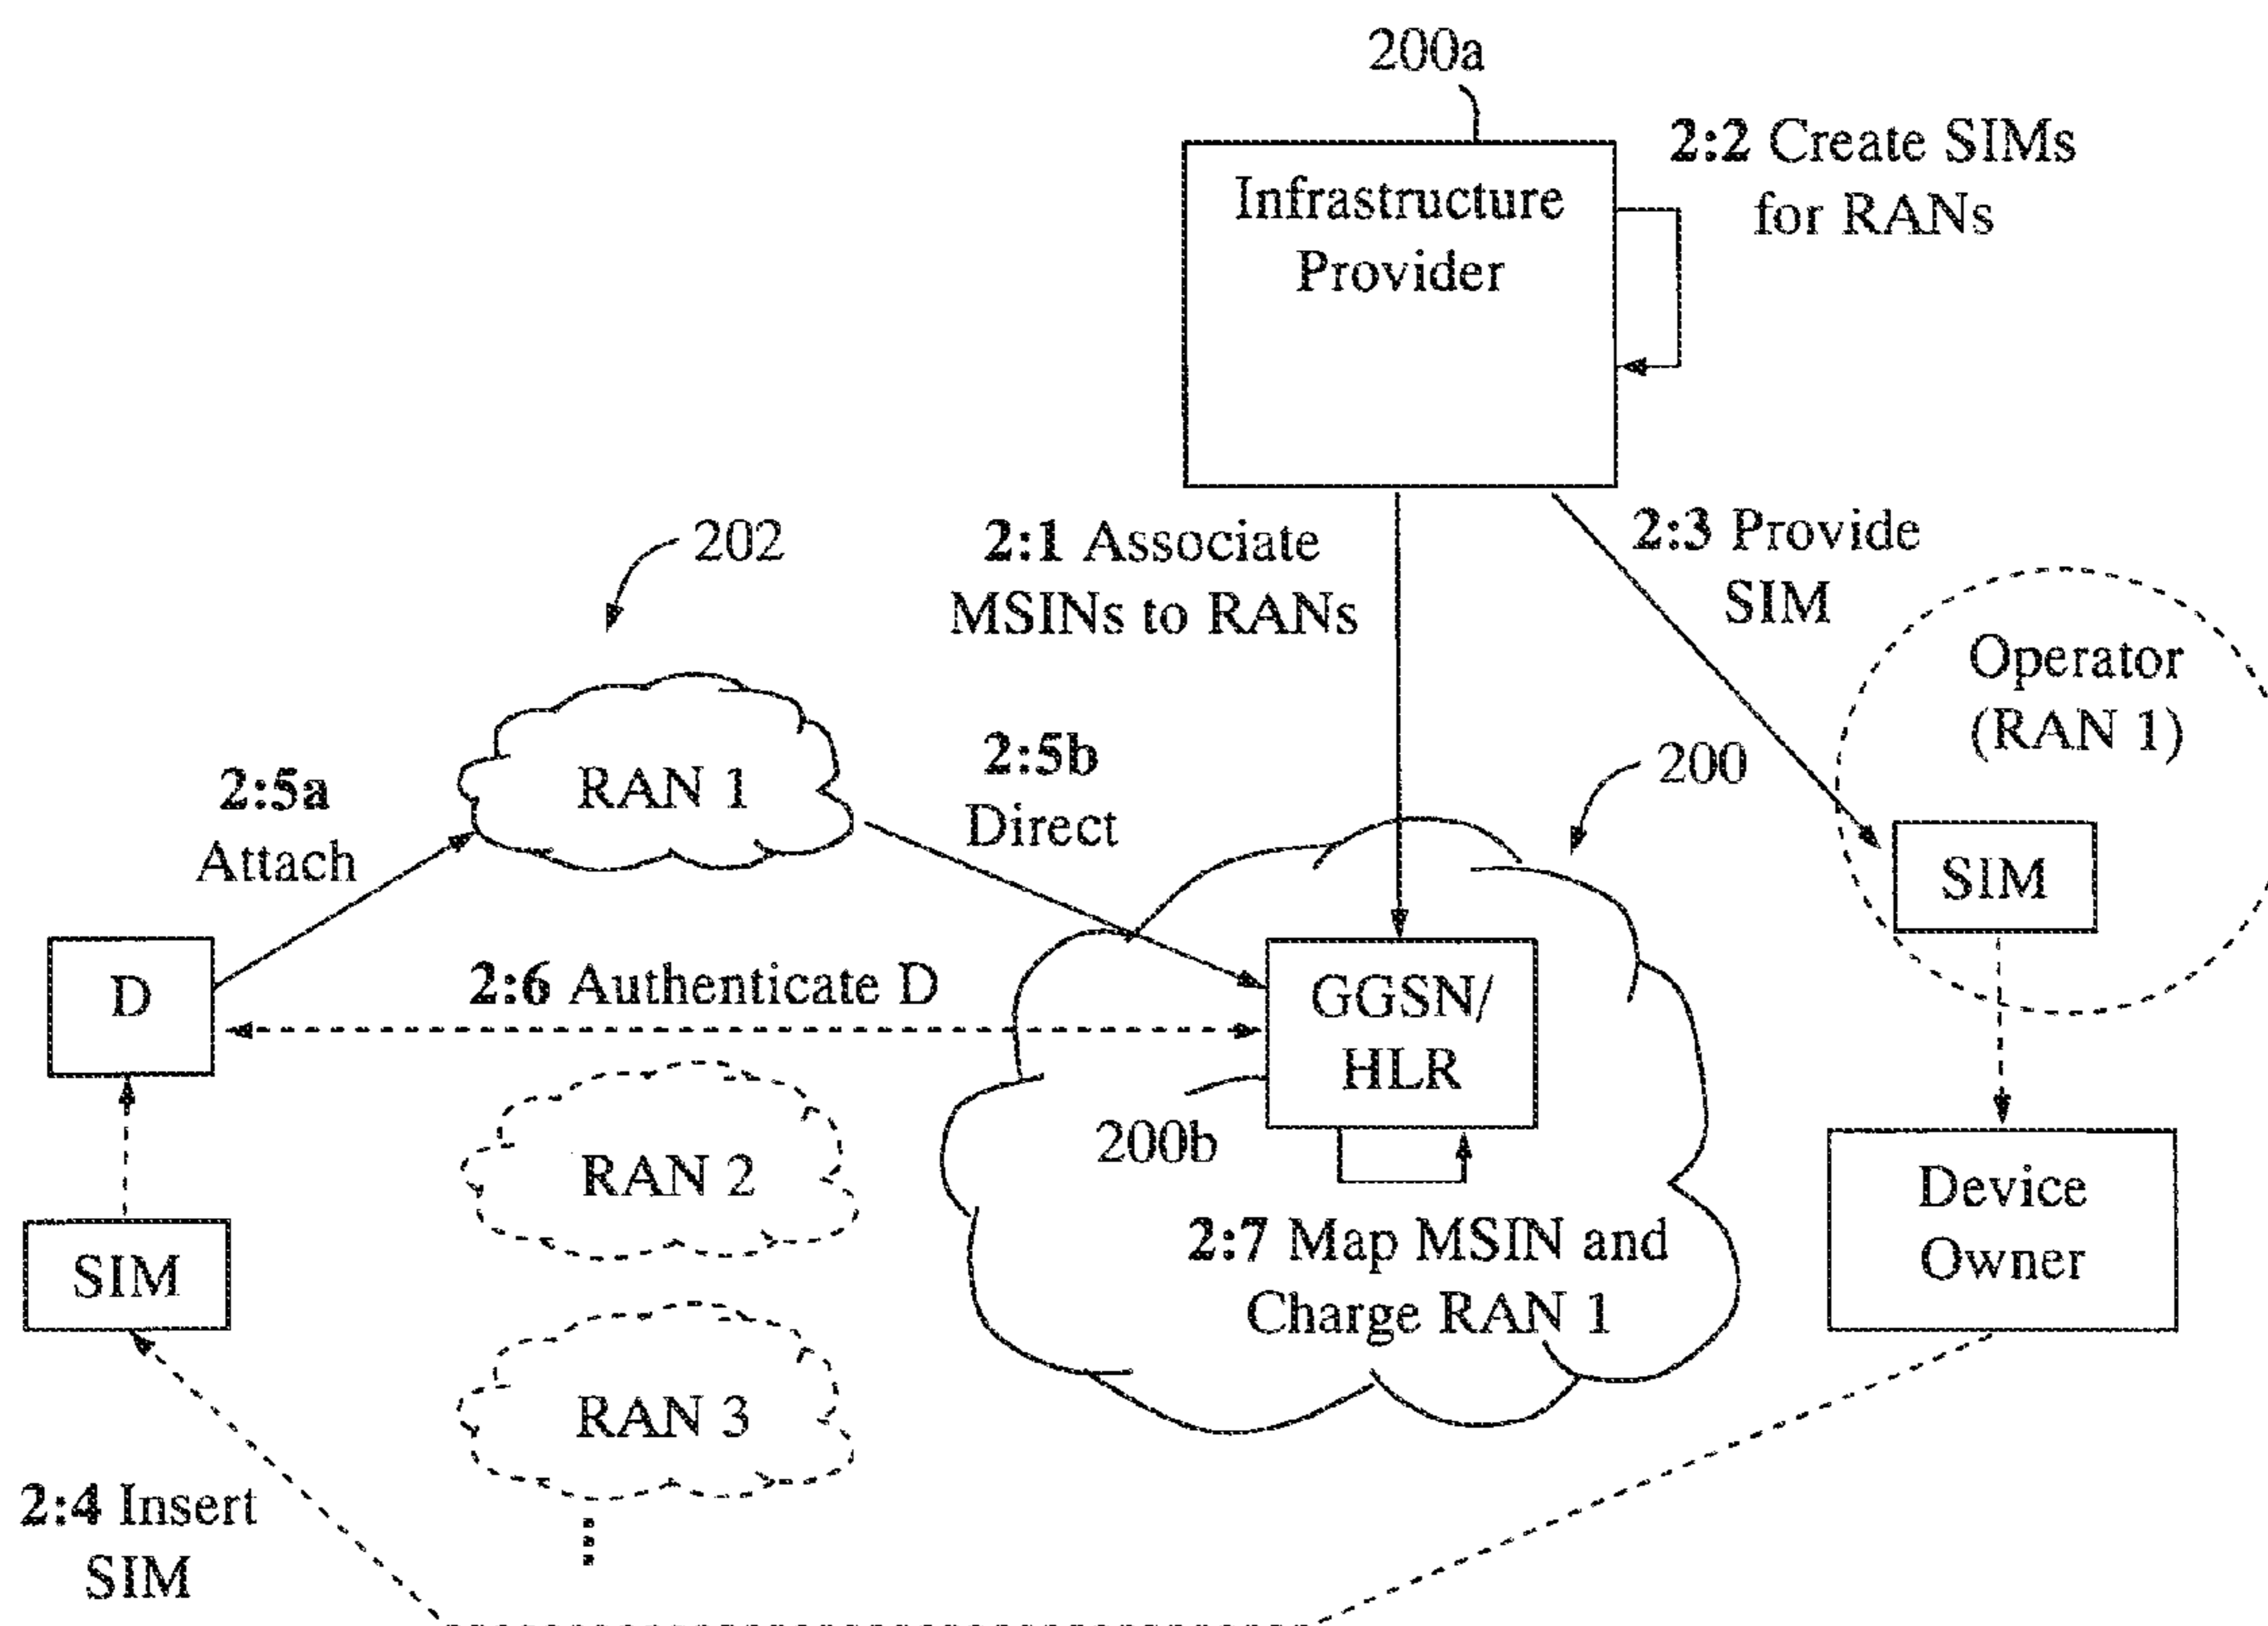 200a
2:2 Create SIMs
for RANs
Infrastructure
Provider
202
2:1 Associate
MSINs to RANs
2:3 Provide
SIM
Operator
(RAN 1)
2:5a
Attach
RAN 1
2:5b
Direct
200
SIM
D
2:6 Authenticate D
GGSN/
HLR
200b
RAN 2
SIM
2:7 Map MSIN and
Charge RAN 1
Device
Owner
RAN 3
2:4 Insert
SIM